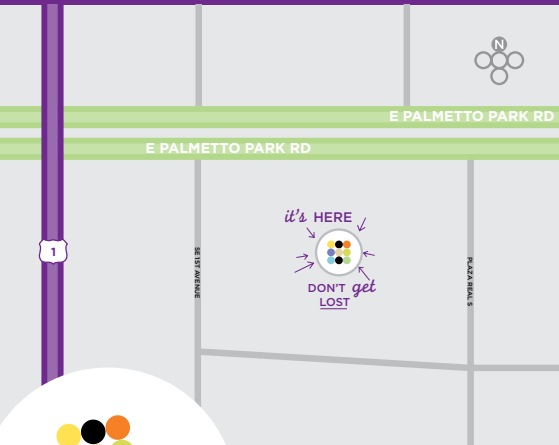 N
E PALMETTO PARK RD
E PALMETTO PARK RD
it's HERE
1
SE 1ST AVENUE
PLAZA REAL S
DON'T get
LOST